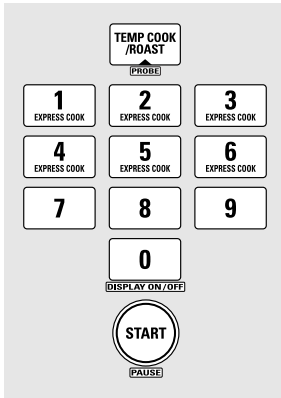 TEMP COOK
/ROAST
PROBE
1 2 3
EXPRESS COOK EXPRESS COOK EXPRESS COOK
4 5 6
EXPRESS COOK EXPRESS COOK EXPRESS COOK
7 8 9
0
DISPLAY ON/OFF
START
PAUSE